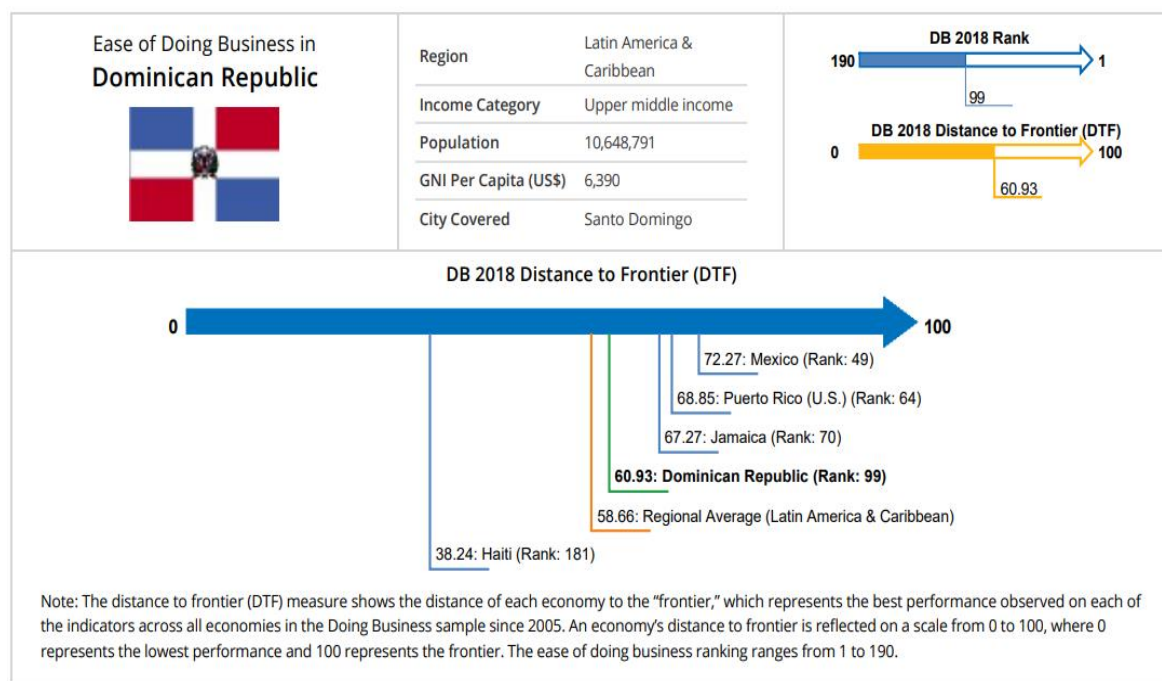 Ease of Doing Business in
Dominican Republic
Region
Latin America &
Caribbean
Income Category
Upper middle income
Population
10,648,791
GNI Per Capita (US$)
6,390
City Covered
Santo Domingo
DB 2018 Rank
190
1
99
DB 2018 Distance to Frontier (DTF)
0
100
60.93
DB 2018 Distance to Frontier (DTF)
0
100
72.27: Mexico (Rank: 49)
68.85: Puerto Rico (U.S.) (Rank: 64)
67.27: Jamaica (Rank: 70)
60.93: Dominican Republic (Rank: 99)
58.66: Regional Average (Latin America & Caribbean)
38.24: Haiti (Rank: 181)
Note: The distance to frontier (DTF) measure shows the distance of each economy to the “frontier,” which represents the best performance observed on each of
the indicators across all economies in the Doing Business sample since 2005. An economy’s distance to frontier is reflected on a scale from 0 to 100, where 0
represents the lowest performance and 100 represents the frontier. The ease of doing business ranking ranges from 1 to 190.